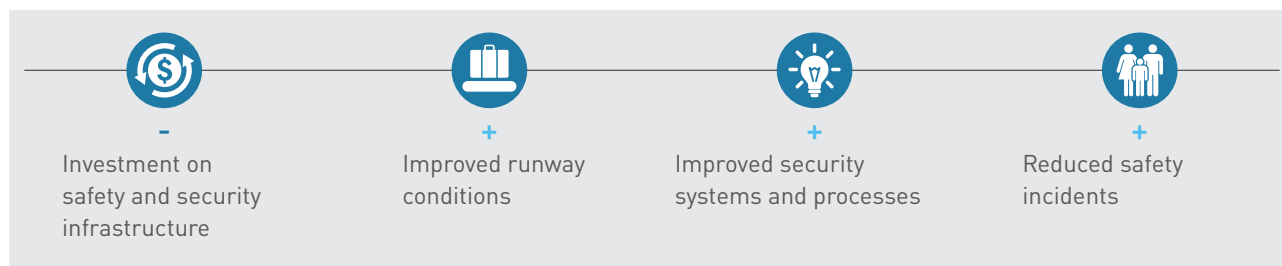 $
-
Investment on
safety and security
infrastructure
+
Improved runway
conditions
+
Improved security
systems and processes
+
Reduced safety
incidents